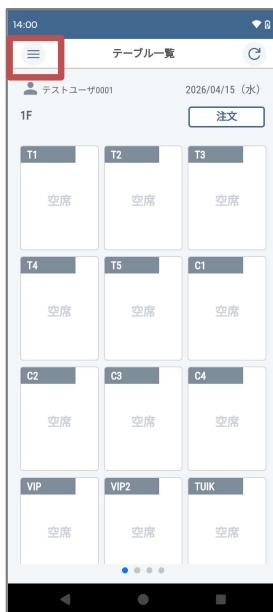 14:00
テーブル一覧
テストユーザ0001 2026/04/15（水）
1F 注文
T1 T2 T3
空席 空席 空席
T4 T5 C1
空席 空席 空席
C2 C3 C4
空席 空席 空席
VIP VIP2 TUIK
空席 空席 空席